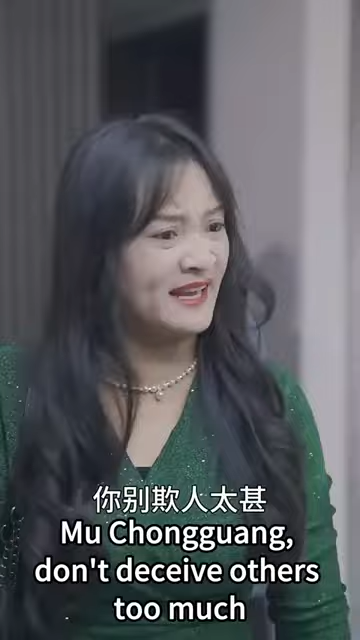 你别欺人太甚
Mu Chongguang,
don't deceive others
too much